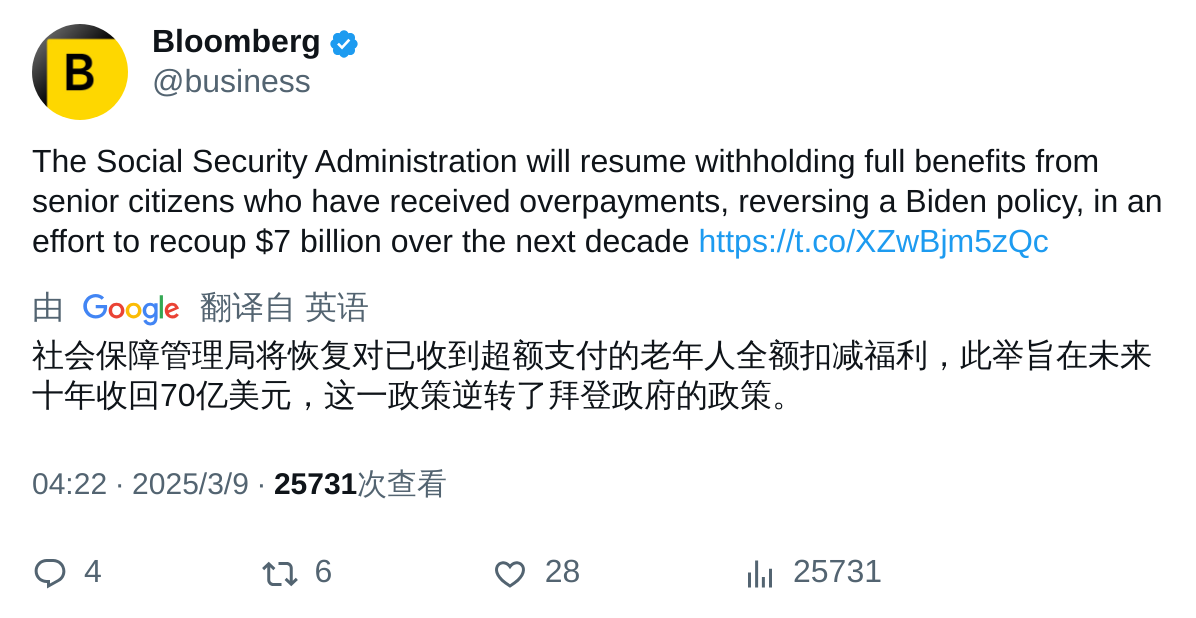 B
Bloomberg
@business
The Social Security Administration will resume withholding full benefits from
senior citizens who have received overpayments, reversing a Biden policy, in an
effort to recoup $7 billion over the next decade https://t.co/XZwBjm5zQc
由 Google 翻译自 英语
社会保障管理局将恢复对已收到超额支付的老年人全额扣减福利，此举旨在未来
十年收回70亿美元，这一政策逆转了拜登政府的政策。
04:22 · 2025/3/9 · 25731次查看
4 6 28 25731